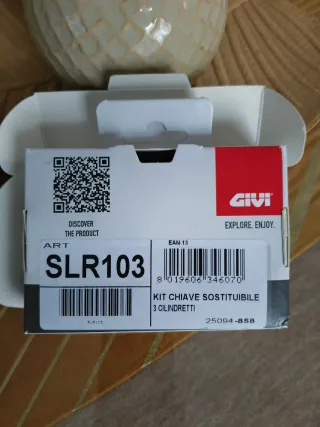 GIVI
DISCOVER
THE PRODUCT
EXPLORE. ENJOY.
ART
EAN-13
SLR103
8 019606 346070
KIT CHIAVE SOSTITUIBILE
3 CILINDRETTI
25094-858